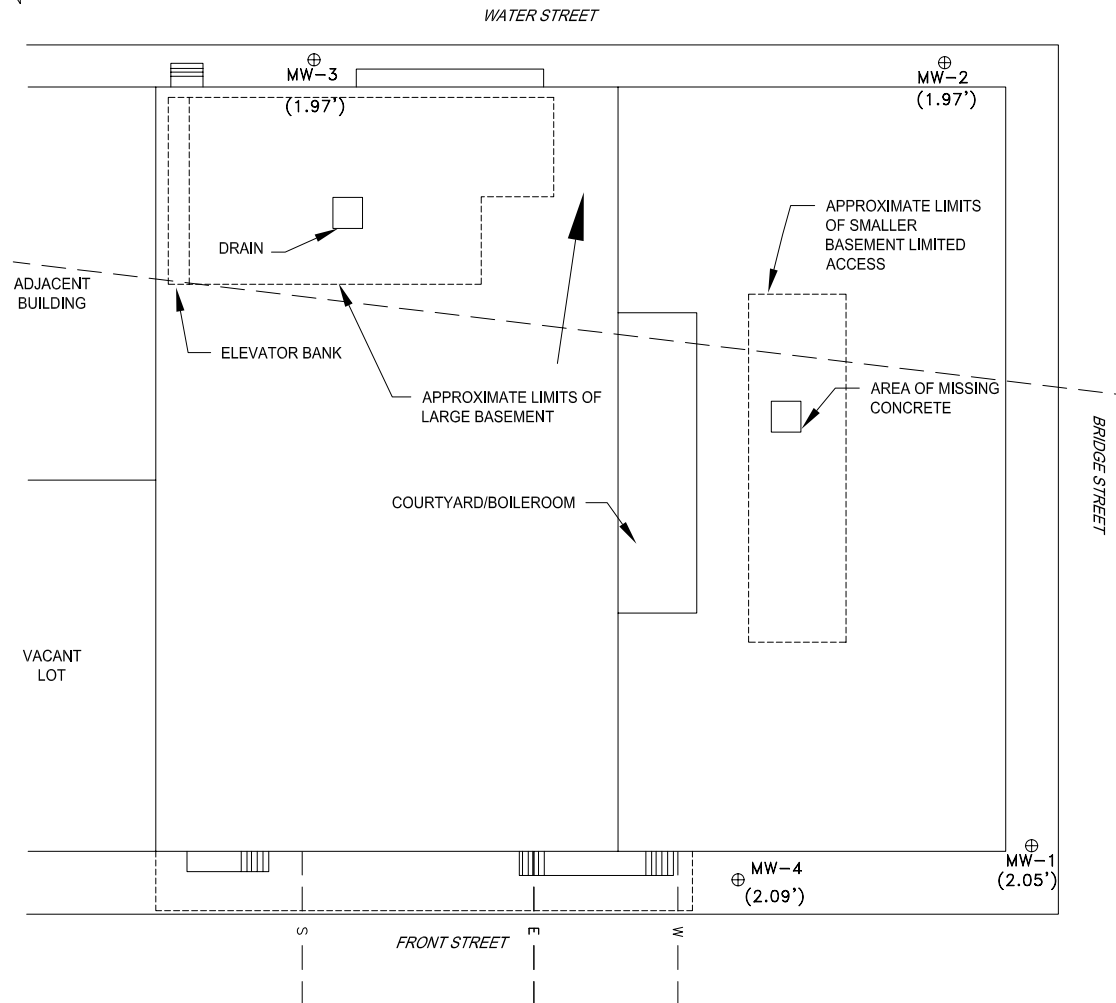 WATER STREET
MW-3
(1.97')
MW-2
(1.97')
DRAIN
APPROXIMATE LIMITS
OF SMALLER
BASEMENT LIMITED
ACCESS
ADJACENT
BUILDING
ELEVATOR BANK
APPROXIMATE LIMITS OF
LARGE BASEMENT
AREA OF MISSING
CONCRETE
BRIDGE STREET
COURTYARD/BOILEROOM
VACANT
LOT
MW-4
(2.09')
MW-1
(2.05')
S
E
W
FRONT STREET